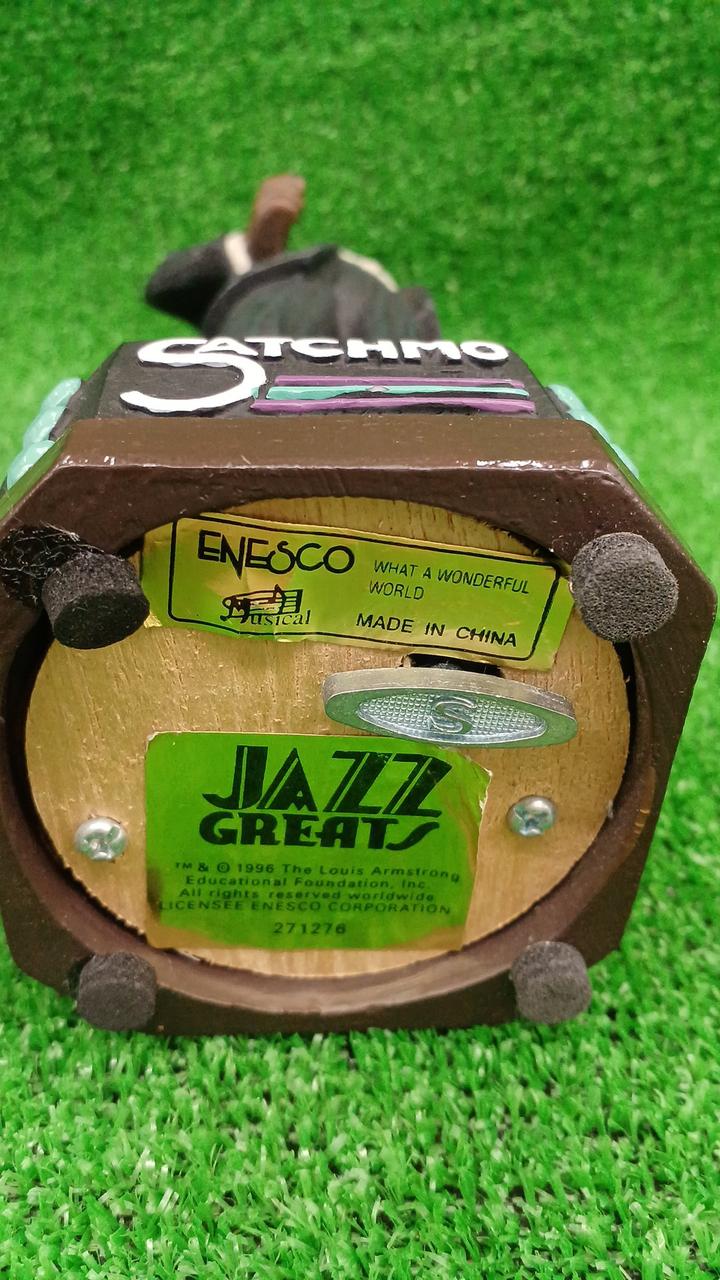 SATCHMO
ENESCO
WHAT A WONDERFUL
WORLD
Musical
MADE IN CHINA
S
JAZZ
GREATS
™ & © 1996 The Louis Armstrong
Educational Foundation, Inc.
All rights reserved worldwide
LICENSEE ENESCO CORPORATION
271276